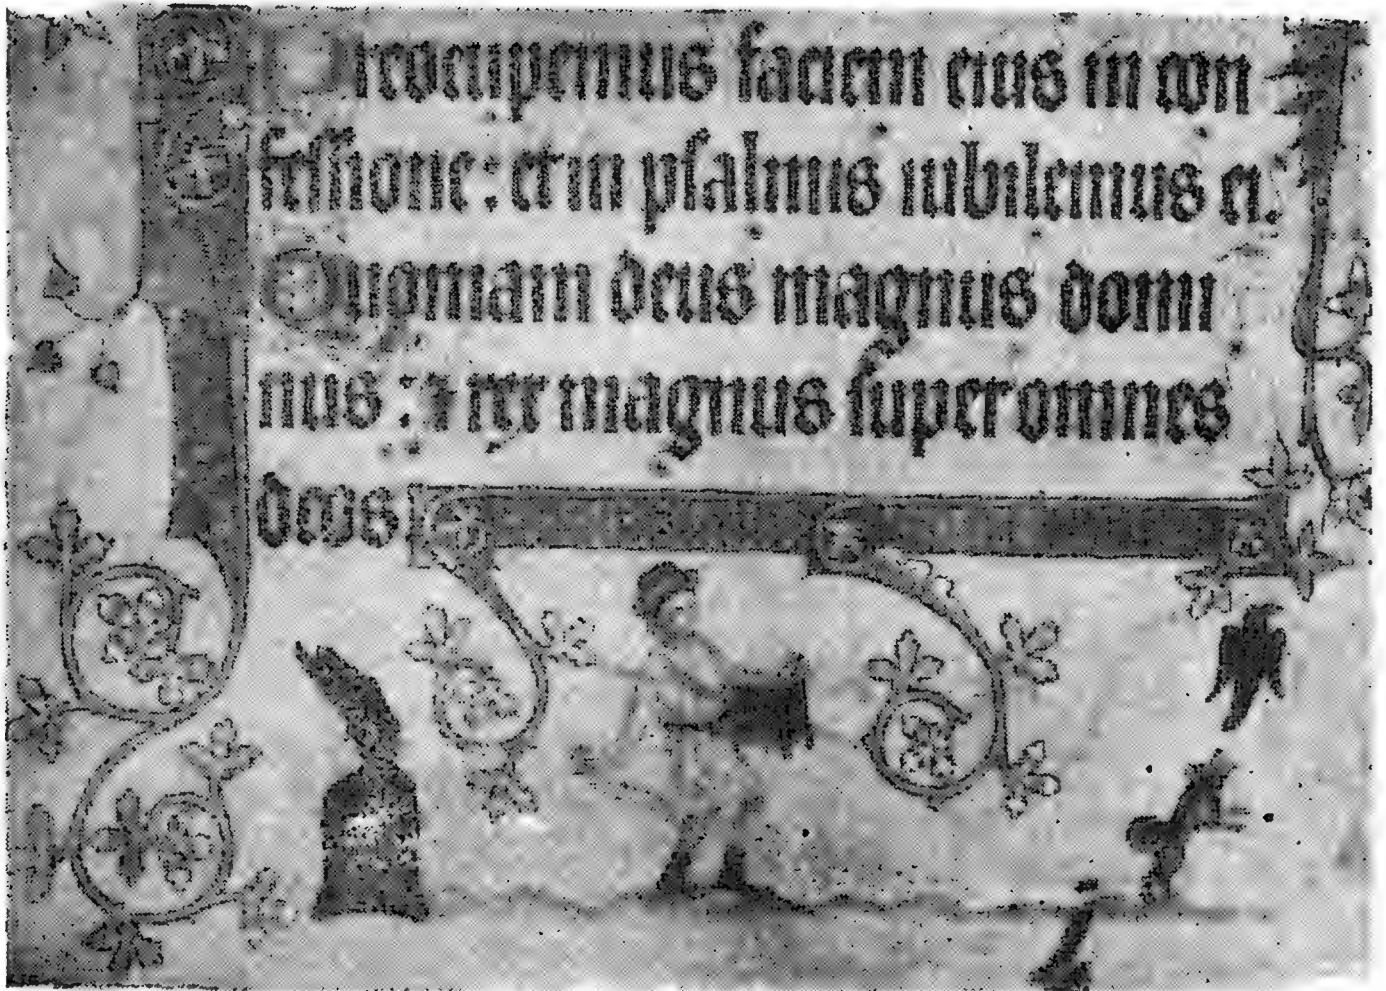 Preocupemus faciem eius in con
fessione : et in psalmis iubilemus ei.
Quoniam deus magnus domi
nus : ⁊ rex magnus super omnes
deos